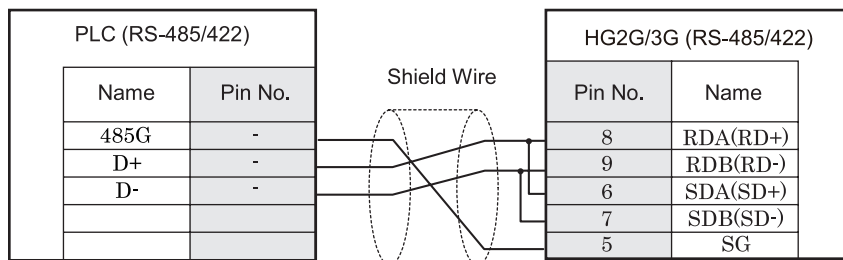 PLC (RS-485/422)
Name Pin No.
485G -
D+ -
D- -
Shield Wire
HG2G/3G (RS-485/422)
Pin No. Name
8 RDA(RD+)
9 RDB(RD-)
6 SDA(SD+)
7 SDB(SD-)
5 SG